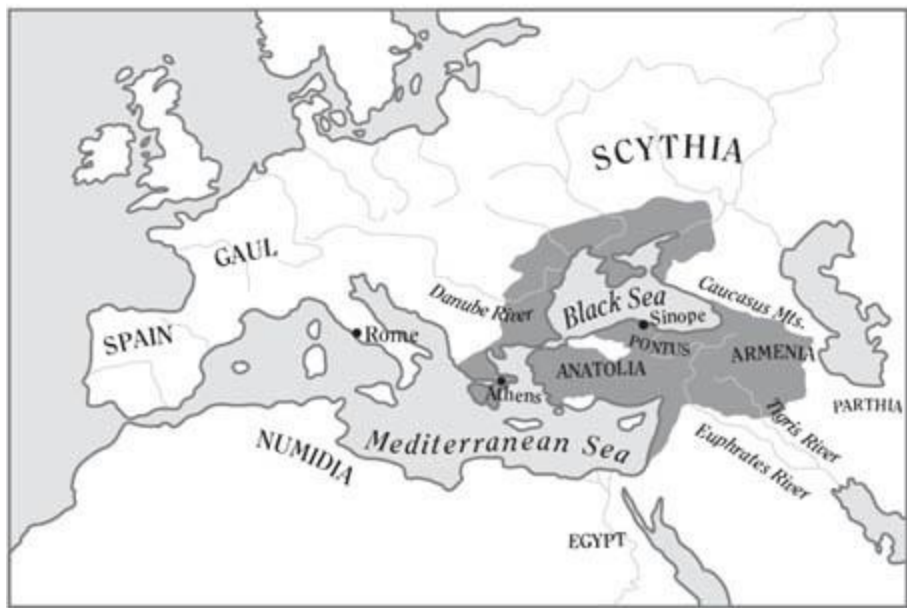 SCYTHIA
GAUL
Danube River
Black Sea
Caucasus Mts.
Sinope
SPAIN
Rome
PONTUS
ARMENIA
ANATOLIA
Athens
PARTHIA
NUMIDIA
Mediterranean Sea
Tigris River
Euphrates River
EGYPT